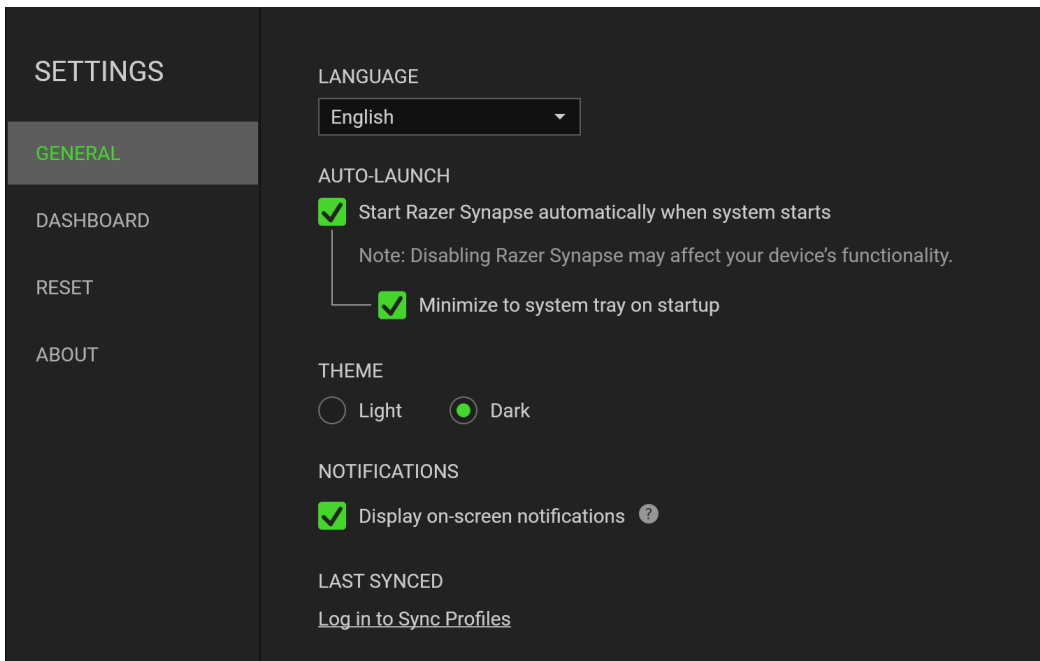 SETTINGS
GENERAL
DASHBOARD
RESET
ABOUT
LANGUAGE
English
AUTO-LAUNCH
Start Razer Synapse automatically when system starts
Note: Disabling Razer Synapse may affect your device’s functionality.
Minimize to system tray on startup
THEME
Light Dark
NOTIFICATIONS
Display on-screen notifications ?
LAST SYNCED
Log in to Sync Profiles